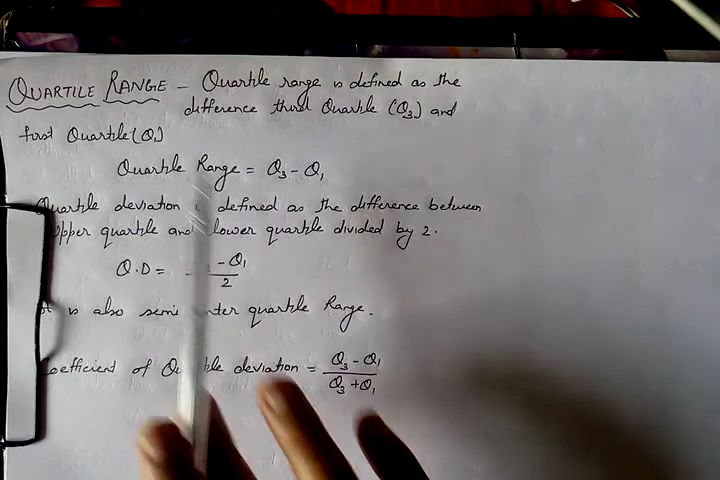 QUARTILE RANGE - Quartile range is defined as the
difference third Quartile (Q3) and
first Quartile (Q1)
Quartile Range = Q3 - Q1
Quartile deviation defined as the difference between
upper quartile and lower quartile divided by 2.
Q.D = - Q1 / 2
is also semi inter quartile Range.
Coefficient of deviation = Q3 - Q1 / Q3 + Q1